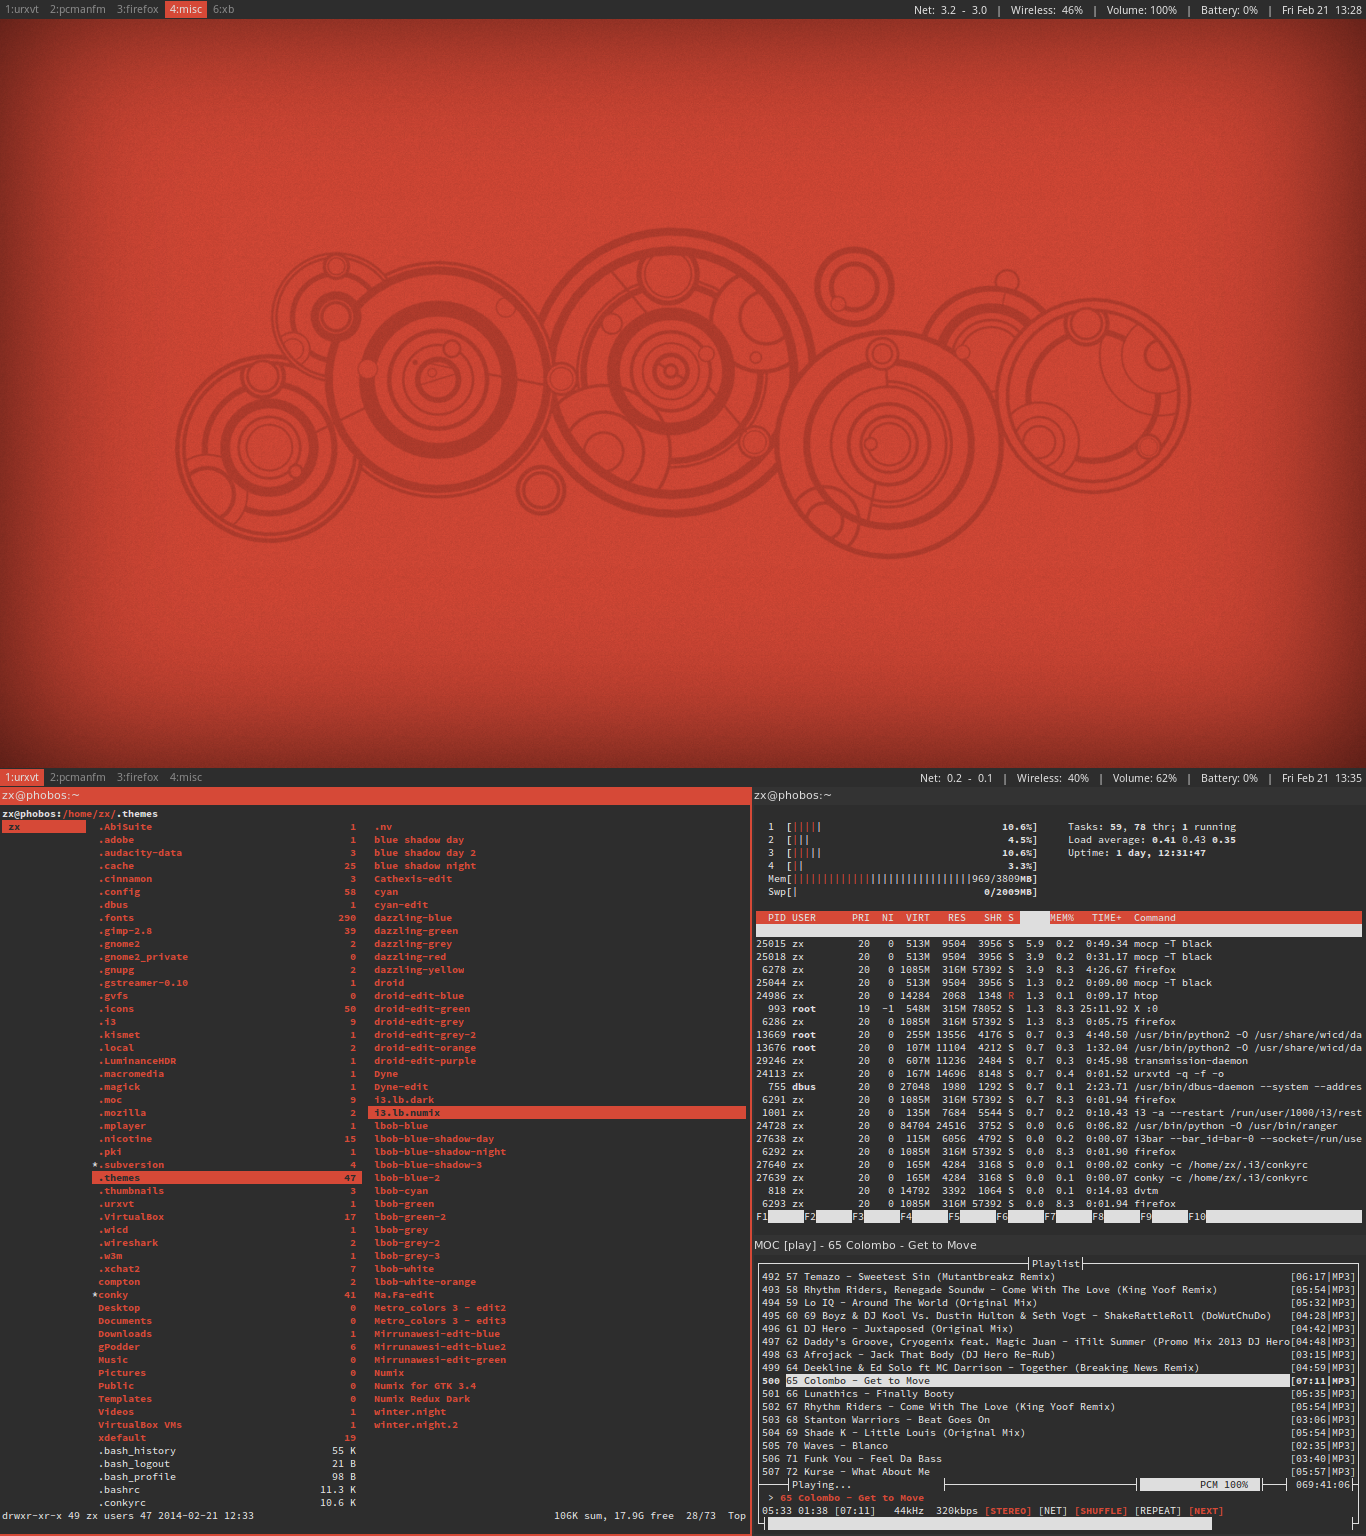 1:urxvt 2:pcmanfm 3:firefox 4:misc 6:xb
Net: 3.2 - 3.0 | Wireless: 46% | Volume: 100% | Battery: 0% | Fri Feb 21 13:28
1:urxvt 2:pcmanfm 3:firefox 4:misc
Net: 0.2 - 0.1 | Wireless: 40% | Volume: 62% | Battery: 0% | Fri Feb 21 13:35
zx@phobos:~
zx@phobos:/home/zx/.themes
zx
.AbiSuite 1
.adobe 1
.audacity-data 3
.cache 25
.cinnamon 3
.config 58
.dbus 1
.fonts 290
.gimp-2.8 39
.gnome2 2
.gnome2_private 0
.gnupg 2
.gstreamer-0.10 1
.gvfs 0
.icons 50
.i3 9
.kismet 1
.local 2
.LuminanceHDR 1
.macromedia 1
.magick 1
.moc 9
.mozilla 2
.mplayer 1
.nicotine 15
.pki 1
*.subversion 4
.themes 47
.thumbnails 3
.urxvt 1
.VirtualBox 17
.wicd 1
.wireshark 2
.w3m 1
.xchat2 7
compton 2
*conky 41
Desktop 0
Documents 0
Downloads 1
gPodder 6
Music 0
Pictures 0
Public 0
Templates 0
Videos 1
VirtualBox VMs 1
xdefault 19
.bash_history 55 K
.bash_logout 21 B
.bash_profile 98 B
.bashrc 11.3 K
.conkyrc 10.6 K
.nv
blue shadow day
blue shadow day 2
blue shadow night
Cathexis-edit
cyan
cyan-edit
dazzling-blue
dazzling-green
dazzling-grey
dazzling-red
dazzling-yellow
droid
droid-edit-blue
droid-edit-green
droid-edit-grey
droid-edit-grey-2
droid-edit-orange
droid-edit-purple
Dyne
Dyne-edit
i3.lb.dark
i3.lb.numix
lbob-blue
lbob-blue-shadow-day
lbob-blue-shadow-night
lbob-blue-shadow-3
lbob-blue-2
lbob-cyan
lbob-green
lbob-green-2
lbob-grey
lbob-grey-2
lbob-grey-3
lbob-white
lbob-white-orange
Ma.Fa-edit
Metro_colors 3 - edit2
Metro_colors 3 - edit3
Mirrunawesi-edit-blue
Mirrunawesi-edit-blue2
Mirrunawesi-edit-green
Numix
Numix for GTK 3.4
Numix Redux Dark
winter.night
winter.night.2
drwxr-xr-x 49 zx users 47 2014-02-21 12:33 106K sum, 17.9G free 28/73 Top
zx@phobos:~
1 [||||| 10.6%] Tasks: 59, 78 thr; 1 running
2 [||| 4.5%] Load average: 0.41 0.43 0.35
3 [||||| 10.6%] Uptime: 1 day, 12:31:47
4 [|| 3.3%]
Mem[||||||||||||||||||||||||||||||969/3809MB]
Swp[| 0/2009MB]
PID USER PRI NI VIRT RES SHR S MEM% TIME+ Command
25015 zx 20 0 513M 9504 3956 S 5.9 0.2 0:49.34 mocp -T black
25018 zx 20 0 513M 9504 3956 S 3.9 0.2 0:31.17 mocp -T black
6278 zx 20 0 1085M 316M 57392 S 3.9 8.3 4:26.67 firefox
25044 zx 20 0 513M 9504 3956 S 1.3 0.2 0:09.00 mocp -T black
24986 zx 20 0 14284 2068 1348 R 1.3 0.1 0:09.17 htop
993 root 19 -1 548M 315M 78052 S 1.3 8.3 25:11.92 X :0
6286 zx 20 0 1085M 316M 57392 S 1.3 8.3 0:05.75 firefox
13669 root 20 0 255M 13556 4176 S 0.7 0.3 4:40.50 /usr/bin/python2 -O /usr/share/wicd/da
13676 root 20 0 107M 11104 4212 S 0.7 0.3 1:32.04 /usr/bin/python2 -O /usr/share/wicd/da
29246 zx 20 0 607M 11236 2484 S 0.7 0.3 0:45.98 transmission-daemon
24113 zx 20 0 167M 14696 8148 S 0.7 0.4 0:01.52 urxvtd -q -f -o
755 dbus 20 0 27048 1980 1292 S 0.7 0.1 2:23.71 /usr/bin/dbus-daemon --system --addres
6291 zx 20 0 1085M 316M 57392 S 0.7 8.3 0:01.94 firefox
1001 zx 20 0 135M 7684 5544 S 0.7 0.2 0:10.43 i3 -a --restart /run/user/1000/i3/rest
24728 zx 20 0 84704 24516 3752 S 0.0 0.6 0:06.82 /usr/bin/python -O /usr/bin/ranger
27638 zx 20 0 115M 6056 4792 S 0.0 0.2 0:00.07 i3bar --bar_id=bar-0 --socket=/run/use
6292 zx 20 0 1085M 316M 57392 S 0.0 8.3 0:01.90 firefox
27640 zx 20 0 165M 4284 3168 S 0.0 0.1 0:00.02 conky -c /home/zx/.i3/conkyrc
27639 zx 20 0 165M 4284 3168 S 0.0 0.1 0:00.07 conky -c /home/zx/.i3/conkyrc
818 zx 20 0 14792 3392 1064 S 0.0 0.1 0:14.03 dvtm
6293 zx 20 0 1085M 316M 57392 S 0.0 8.3 0:01.94 firefox
F1 F2 F3 F4 F5 F6 F7 F8 F9 F10
MOC [play] - 65 Colombo - Get to Move
Playlist
492 57 Temazo - Sweetest Sin (Mutantbreakz Remix) [06:17|MP3]
493 58 Rhythm Riders, Renegade Soundw - Come With The Love (King Yoof Remix) [05:54|MP3]
494 59 Lo IQ - Around The World (Original Mix) [05:32|MP3]
495 60 69 Boyz & DJ Kool Vs. Dustin Hulton & Seth Vogt - ShakeRattleRoll (DoWutChuDo) [04:28|MP3]
496 61 DJ Hero - Juxtaposed (Original Mix) [04:42|MP3]
497 62 Daddy's Groove, Cryogenix feat. Magic Juan - iTilt Summer (Promo Mix 2013 DJ Hero[04:48|MP3]
498 63 Afrojack - Jack That Body (DJ Hero Re-Rub) [03:15|MP3]
499 64 Deekline & Ed Solo ft MC Darrison - Together (Breaking News Remix) [04:59|MP3]
500 65 Colombo - Get to Move [07:11|MP3]
501 66 Lunathics - Finally Booty [05:35|MP3]
502 67 Rhythm Riders - Come With The Love (King Yoof Remix) [05:54|MP3]
503 68 Stanton Warriors - Beat Goes On [03:06|MP3]
504 69 Shade K - Little Louis (Original Mix) [05:54|MP3]
505 70 Waves - Blanco [02:35|MP3]
506 71 Funk You - Feel Da Bass [03:40|MP3]
507 72 Kurse - What About Me [05:57|MP3]
Playing... PCM 100% 069:41:06
> 65 Colombo - Get to Move
05:33 01:38 [07:11] 44kHz 320kbps [STEREO] [NET] [SHUFFLE] [REPEAT] [NEXT]